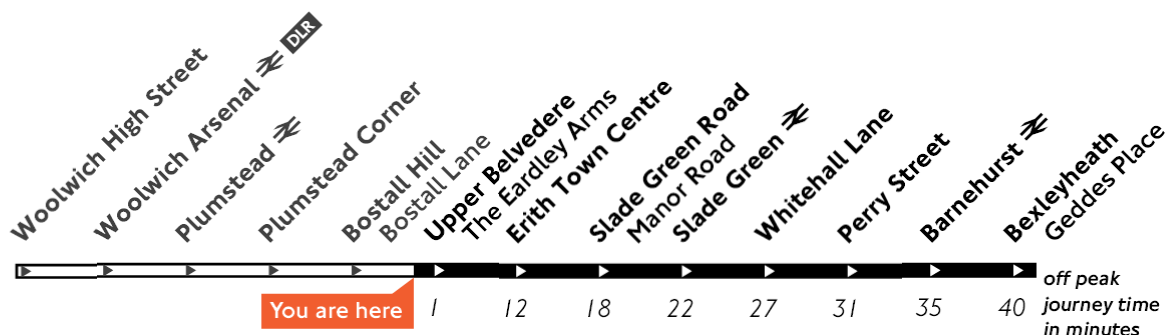 Woolwich High Street
Woolwich Arsenal DLR
Plumstead
Plumstead Corner
Bostall Hill
Bostall Lane
Upper Belvedere
The Eardley Arms
Erith Town Centre
Slade Green Road
Manor Road
Slade Green
Whitehall Lane
Perry Street
Barnehurst
Bexleyheath
Geddes Place
You are here
1 12 18 22 27 31 35 40
off peak
journey time
in minutes